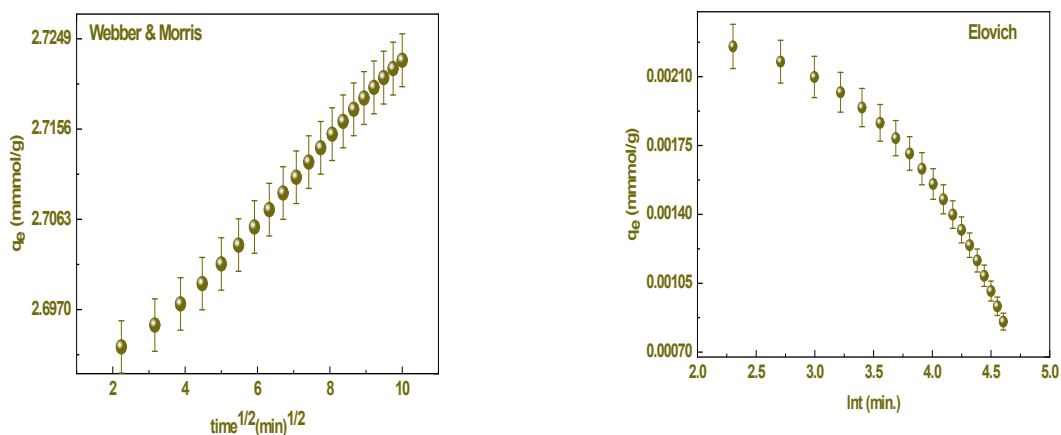 Webber & Morris
2.7249
2.7156
2.7063
2.6970
qe (mmmol/g)
2 4 6 8 10
time1/2(min)1/2
Elovich
0.00210
0.00175
0.00140
0.00105
0.00070
qe (mmmol/g)
2.0 2.5 3.0 3.5 4.0 4.5 5.0
lnt (min.)